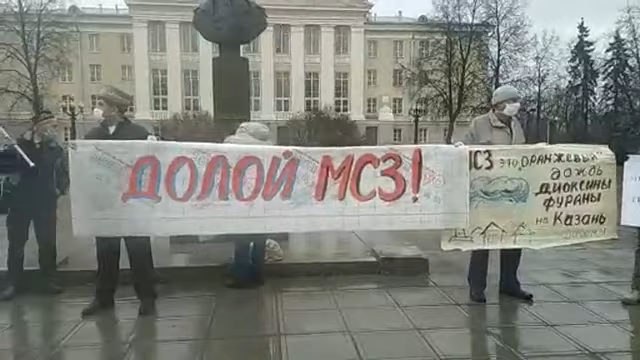 ДОЛОЙ МСЗ!
МСЗ ЭТО „ОРАНЖЕВЫЙ"
ДОЖДЬ
ДИОКСИНЫ
ФУРАНЫ
на КАЗАНЬ